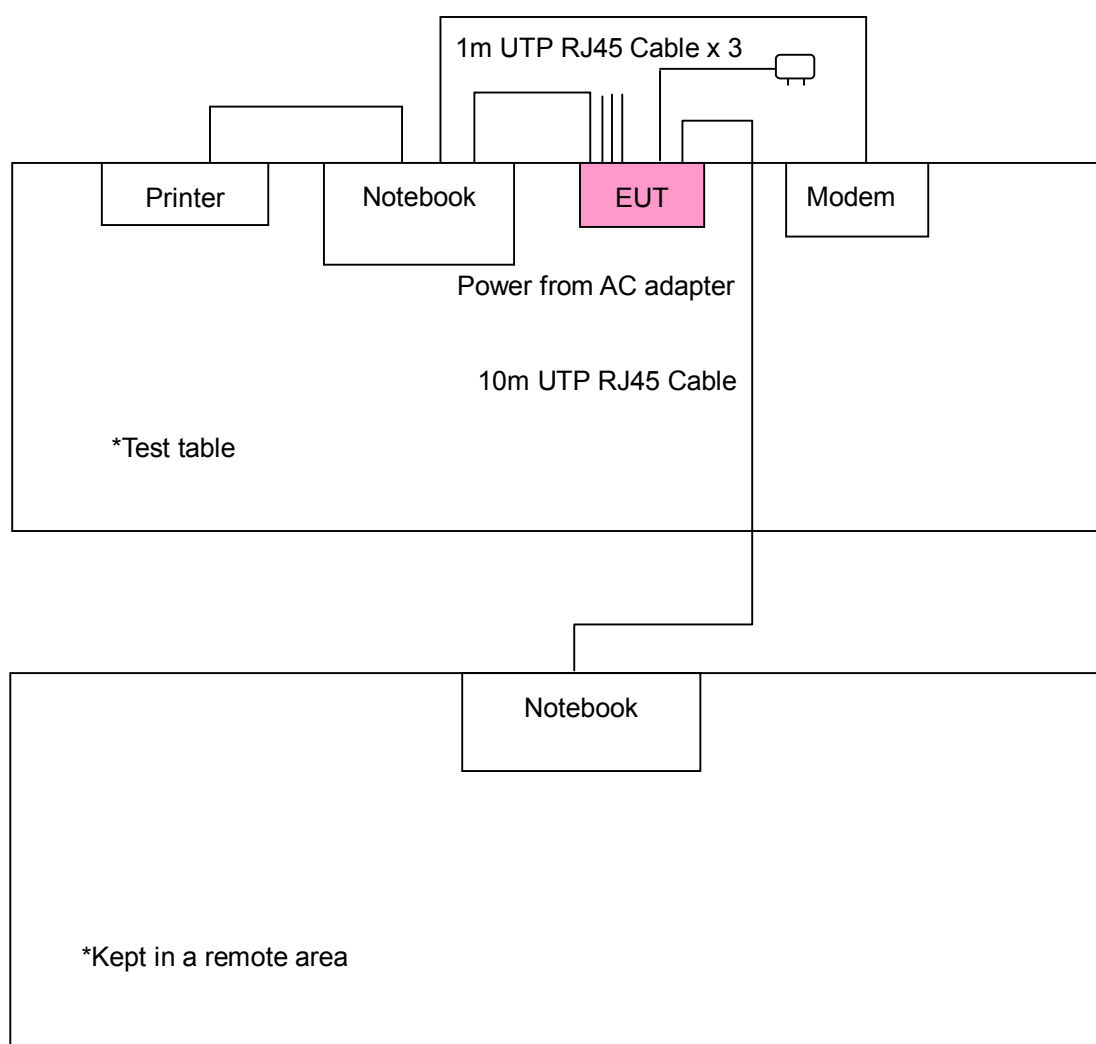 1m UTP RJ45 Cable x 3
Printer
Notebook
EUT
Modem
Power from AC adapter
10m UTP RJ45 Cable
*Test table
Notebook
*Kept in a remote area